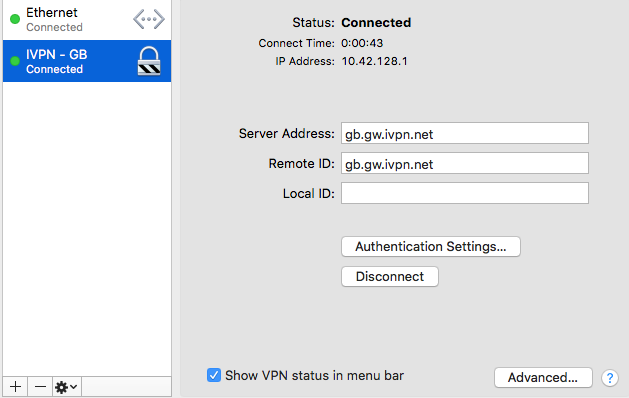 Ethernet
Connected
IVPN - GB
Connected
Status: Connected
Connect Time: 0:00:43
IP Address: 10.42.128.1
Server Address: gb.gw.ivpn.net
Remote ID: gb.gw.ivpn.net
Local ID:
Authentication Settings...
Disconnect
Show VPN status in menu bar
Advanced... ?